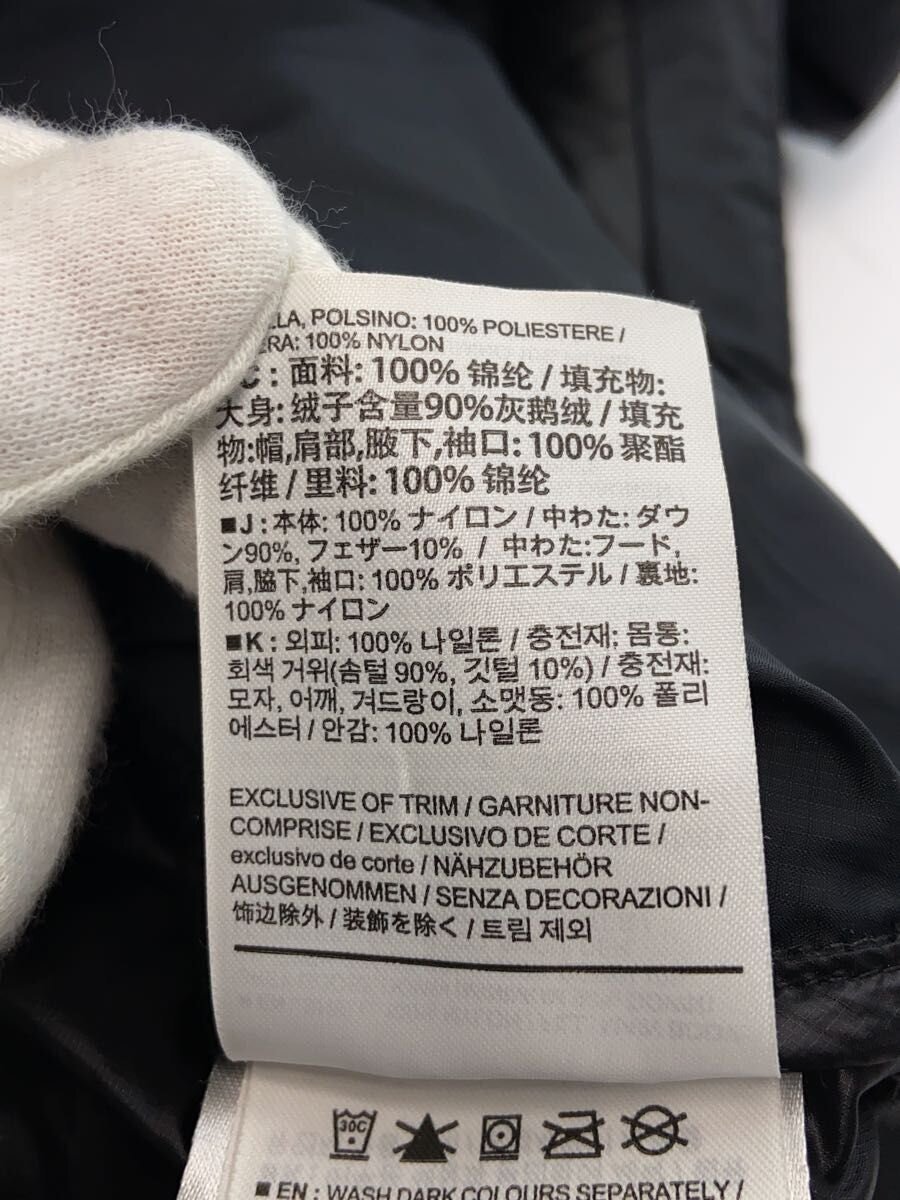 LLA, POLSINO: 100% POLIESTERE /
ERA: 100% NYLON
C : 面料: 100% 锦纶 / 填充物:
大身: 绒子含量90%灰鹅绒 / 填充
物:帽,肩部,腋下,袖口: 100% 聚酯
纤维 / 里料: 100% 锦纶
■ J : 本体: 100% ナイロン / 中わた: ダウ
ン90%, フェザー10% / 中わた:フード,
肩,脇下,袖口: 100% ポリエステル / 裏地:
100% ナイロン
■ K : 외피: 100% 나일론 / 충전재: 몸통:
회색 거위(솜털 90%, 깃털 10%) / 충전재:
모자, 어깨, 겨드랑이, 소맷동: 100% 폴리
에스터 / 안감: 100% 나일론
EXCLUSIVE OF TRIM / GARNITURE NON-
COMPRISE / EXCLUSIVO DE CORTE /
exclusivo de corte / NÄHZUBEHÖR
AUSGENOMMEN / SENZA DECORAZIONI /
饰边除外 / 装飾を除く / 트림 제외
30C
■ EN : WASH DARK COLOURS SEPARATELY /